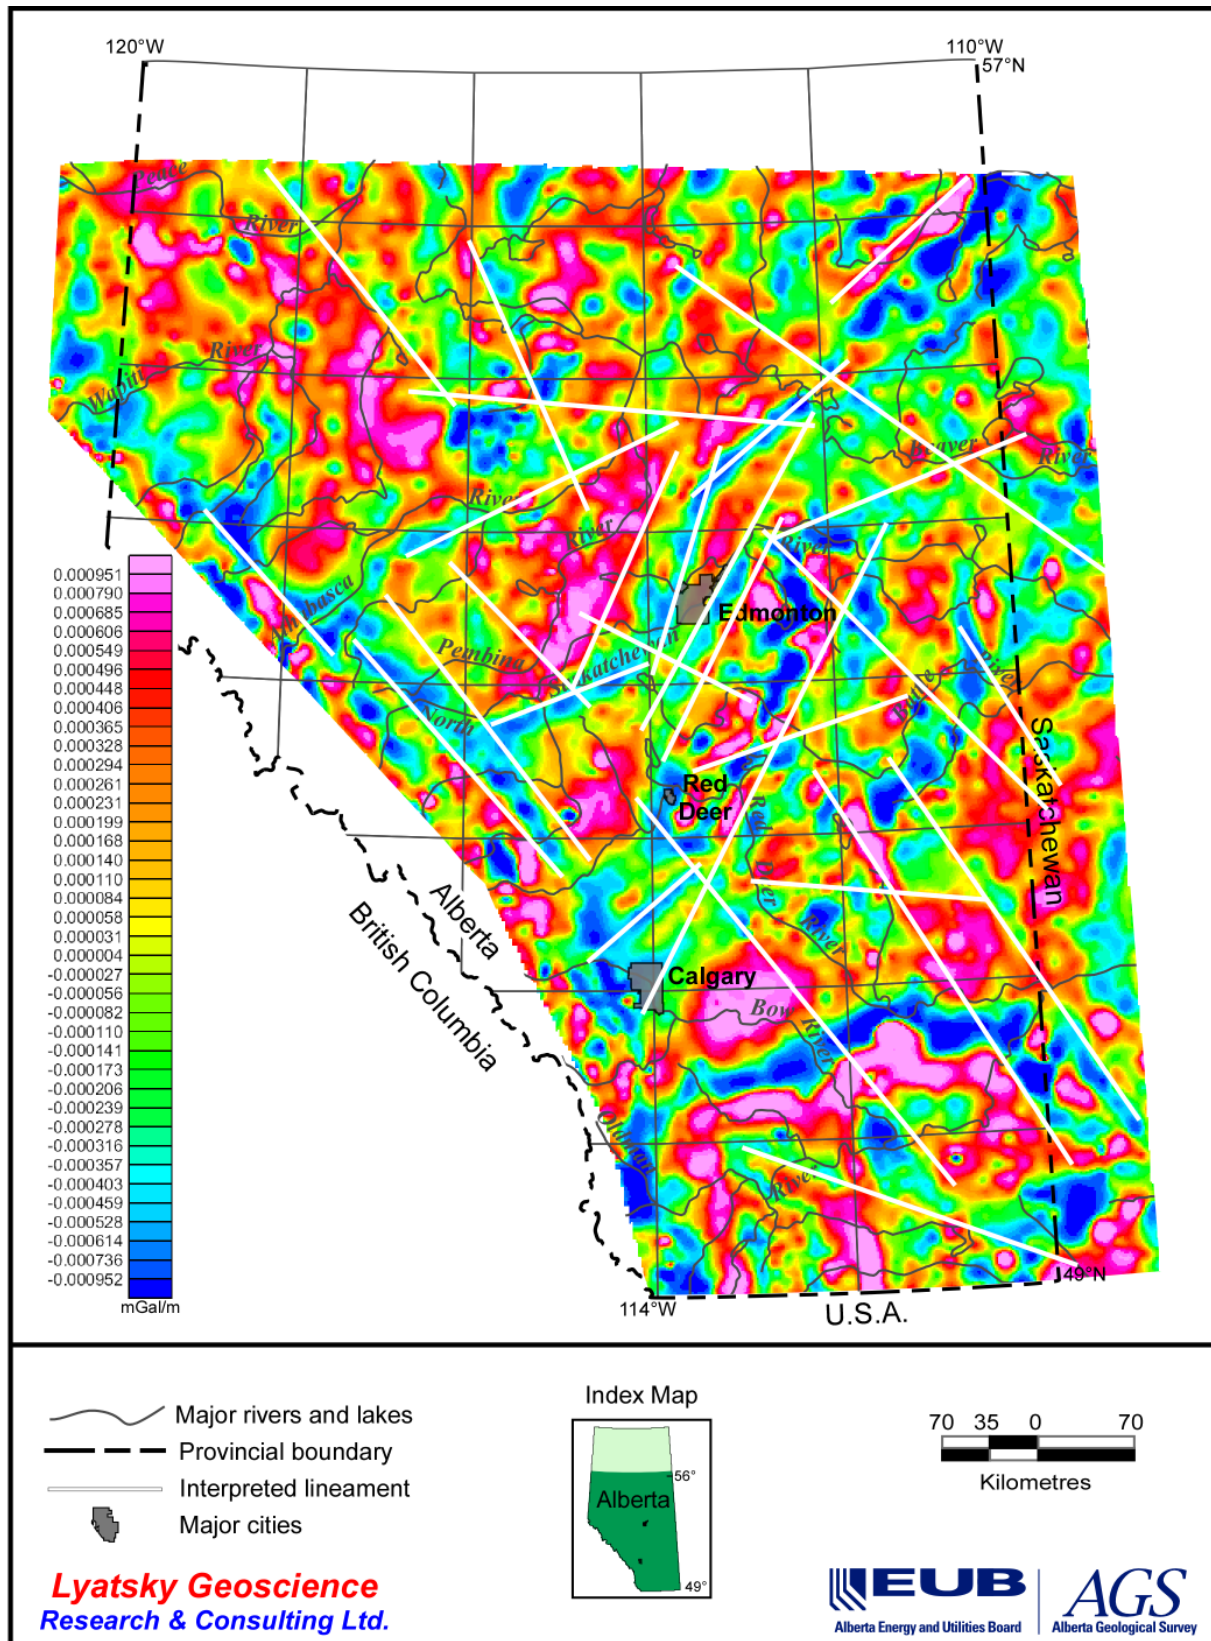 120°W
110°W
57°N
Peace
River
River
Wapiti
Beaver
River
River
River
River
Athabasca
Edmonton
Pembina
Saskatchewan
North
Battle
River
Saskatchewan
Red
Deer
Red
Deer
River
Alberta
British Columbia
Calgary
Bow
River
Oldman
River
49°N
114°W
U.S.A.
0.000951
0.000790
0.000685
0.000606
0.000549
0.000496
0.000448
0.000406
0.000365
0.000328
0.000294
0.000261
0.000231
0.000199
0.000168
0.000140
0.000110
0.000084
0.000058
0.000031
0.000004
-0.000027
-0.000056
-0.000082
-0.000110
-0.000141
-0.000173
-0.000206
-0.000239
-0.000278
-0.000316
-0.000357
-0.000403
-0.000459
-0.000528
-0.000614
-0.000736
-0.000952
mGal/m
Major rivers and lakes
Provincial boundary
Interpreted lineament
Major cities
Index Map
56°
Alberta
49°
70 35 0 70
Kilometres
Lyatsky Geoscience
Research & Consulting Ltd.
EUB
Alberta Energy and Utilities Board
AGS
Alberta Geological Survey